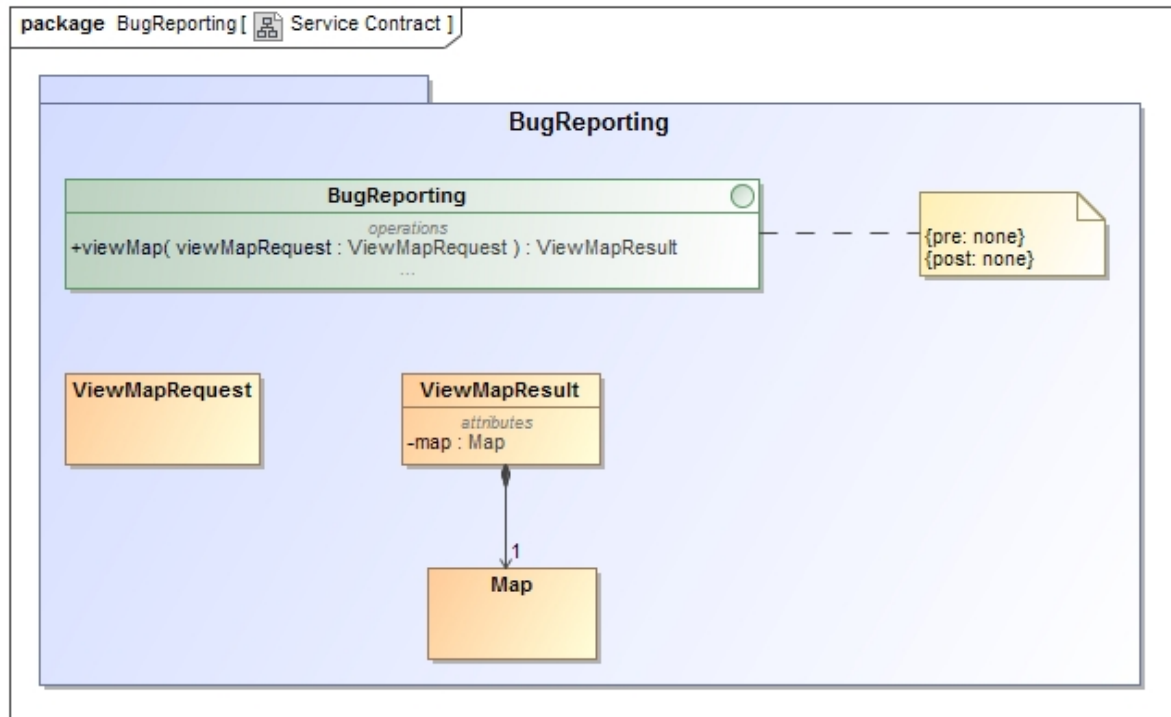 package BugReporting[ Service Contract ]
BugReporting
BugReporting
operations
+viewMap( viewMapRequest : ViewMapRequest ) : ViewMapResult
...
{pre: none}
{post: none}
ViewMapRequest
ViewMapResult
attributes
-map : Map
1
Map